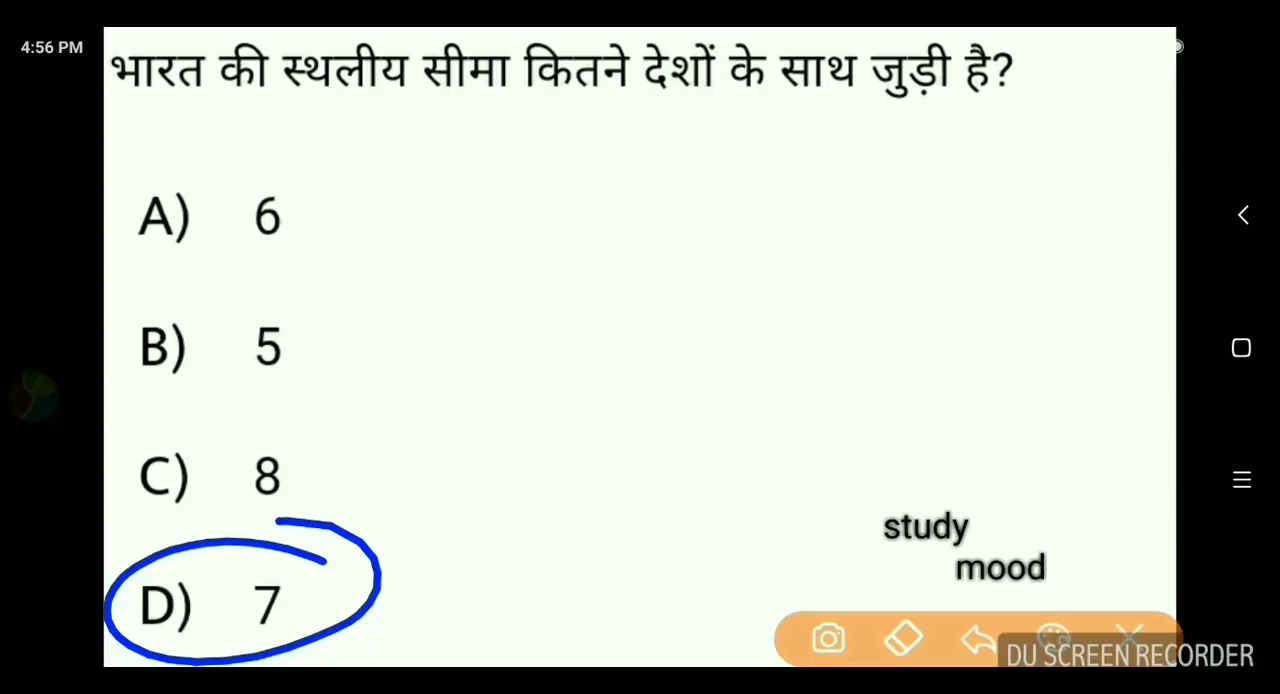 4:56 PM
भारत की स्थलीय सीमा कितने देशों के साथ जुड़ी है?
A) 6
B) 5
C) 8
D) 7
study
mood
DU SCREEN RECORDER